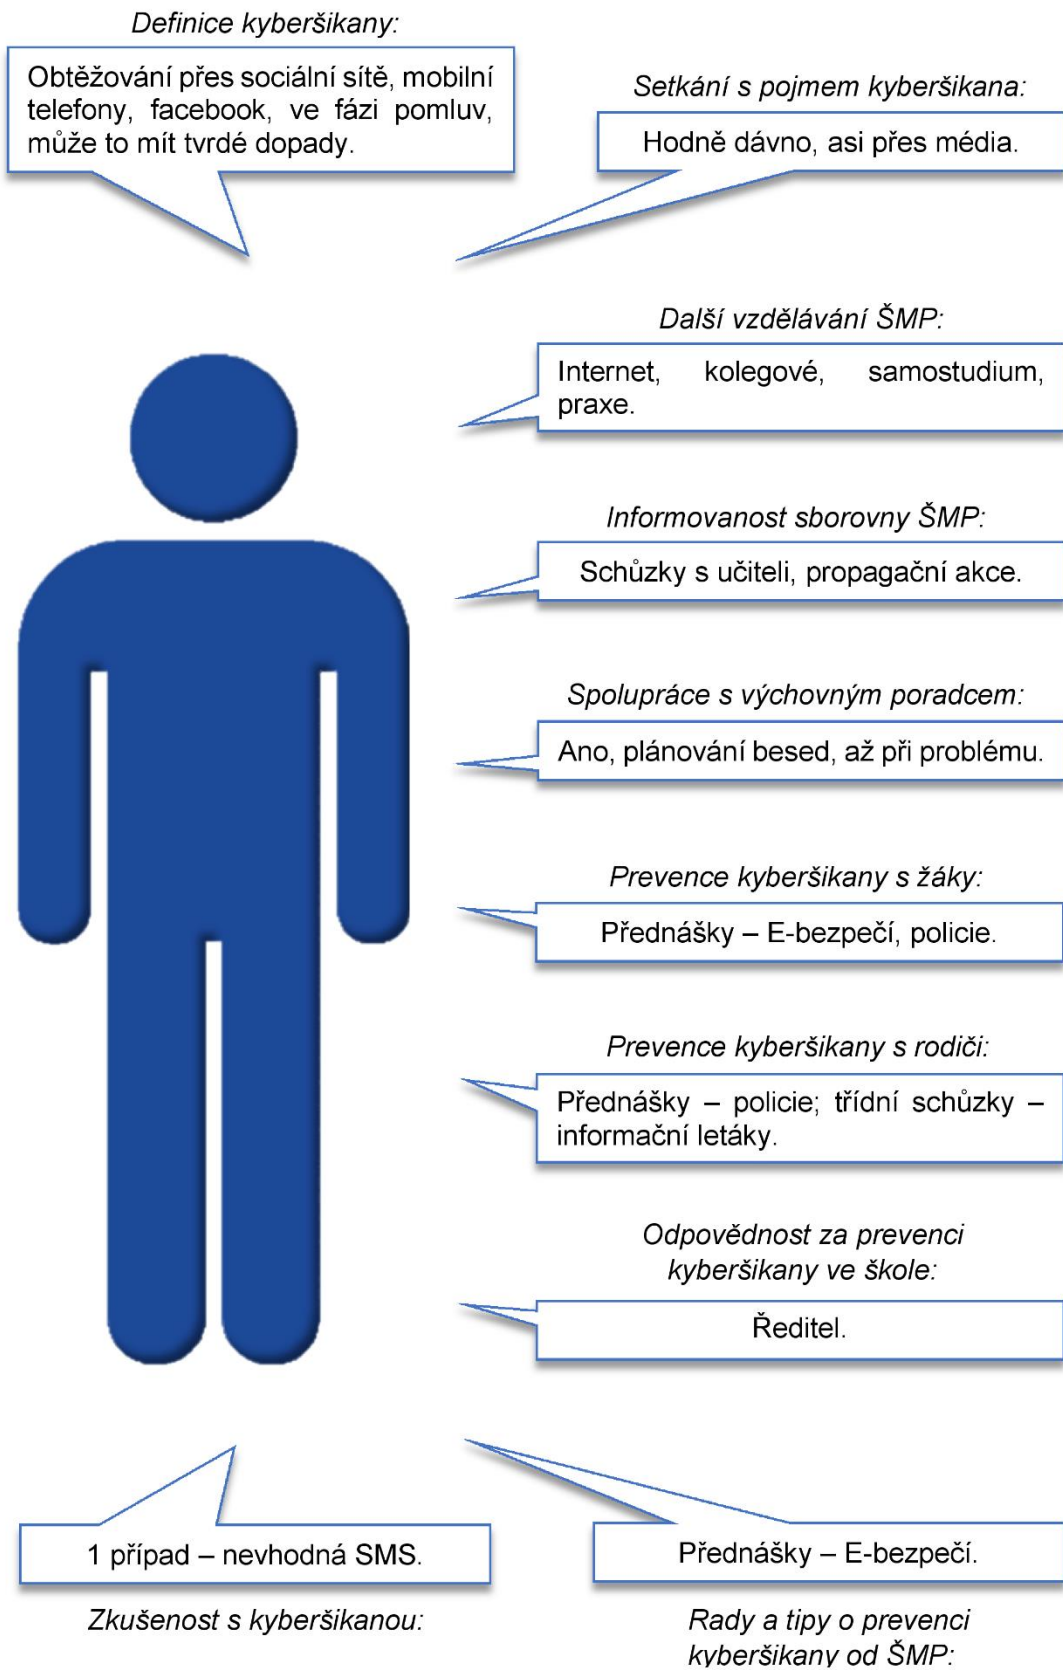 Definice kyberšikany:
Obtěžování přes sociální sítě, mobilní
telefony, facebook, ve fázi pomluv,
může to mít tvrdé dopady.
Setkání s pojmem kyberšikana:
Hodně dávno, asi přes média.
Další vzdělávání ŠMP:
Internet, kolegové, samostudium,
praxe.
Informovanost sborovny ŠMP:
Schůzky s učiteli, propagační akce.
Spolupráce s výchovným poradcem:
Ano, plánování besed, až při problému.
Prevence kyberšikany s žáky:
Přednášky – E-bezpečí, policie.
Prevence kyberšikany s rodiči:
Přednášky – policie; třídní schůzky –
informační letáky.
Odpovědnost za prevenci
kyberšikany ve škole:
Ředitel.
1 případ – nevhodná SMS.
Zkušenost s kyberšikanou:
Přednášky – E-bezpečí.
Rady a tipy o prevenci
kyberšikany od ŠMP: